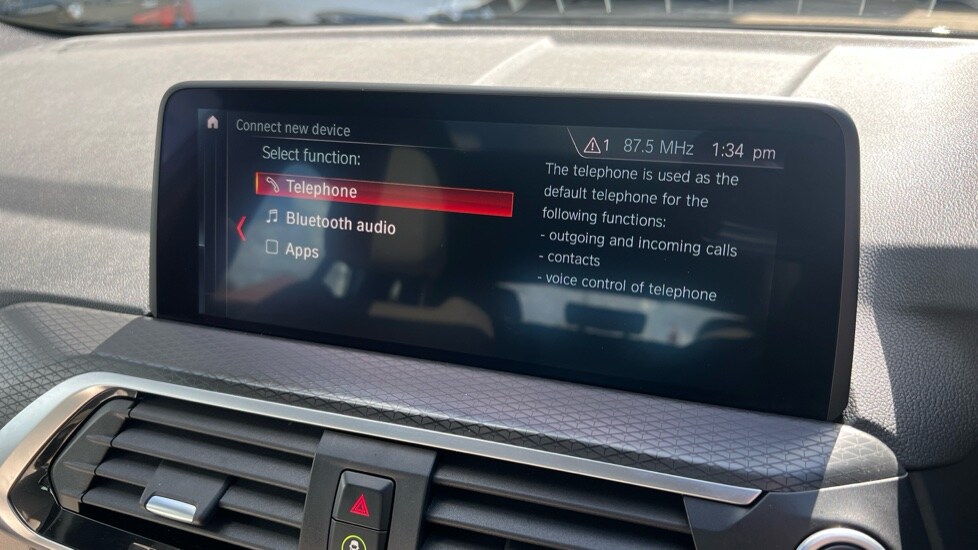 Connect new device
1 87.5 MHz 1:34 pm
Select function:
Telephone
Bluetooth audio
Apps
The telephone is used as the
default telephone for the
following functions:
- outgoing and incoming calls
- contacts
- voice control of telephone